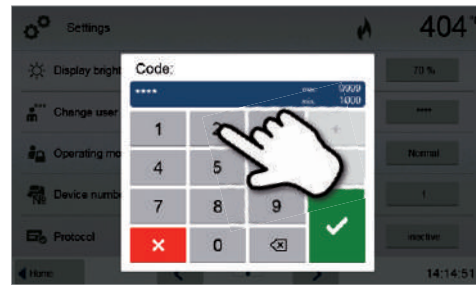 Settings
404
Code:
Display bright
70 %
****
max. 9999
min. 1000
Change user
****
1
2
Operating mo
Normal
4
5
Device numb
1
7
8
9
Protocol
inactive
0
Home
14:14:51